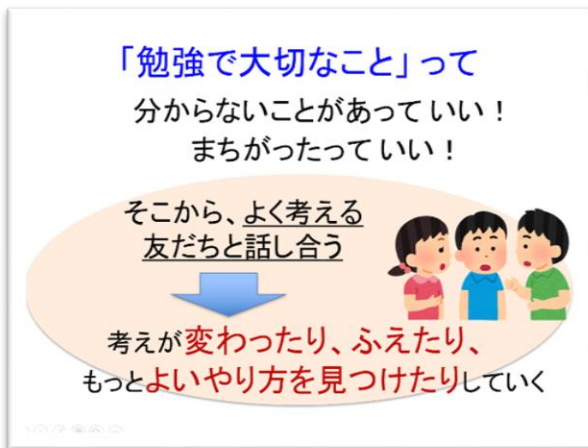 「勉強で大切なこと」って
分からないことがあっていい！
まちがったっていい！
そこから、よく考える
友だちと話し合う
考えが変わったり、ふえたり、
もっとよいやり方を見つけたりしていく